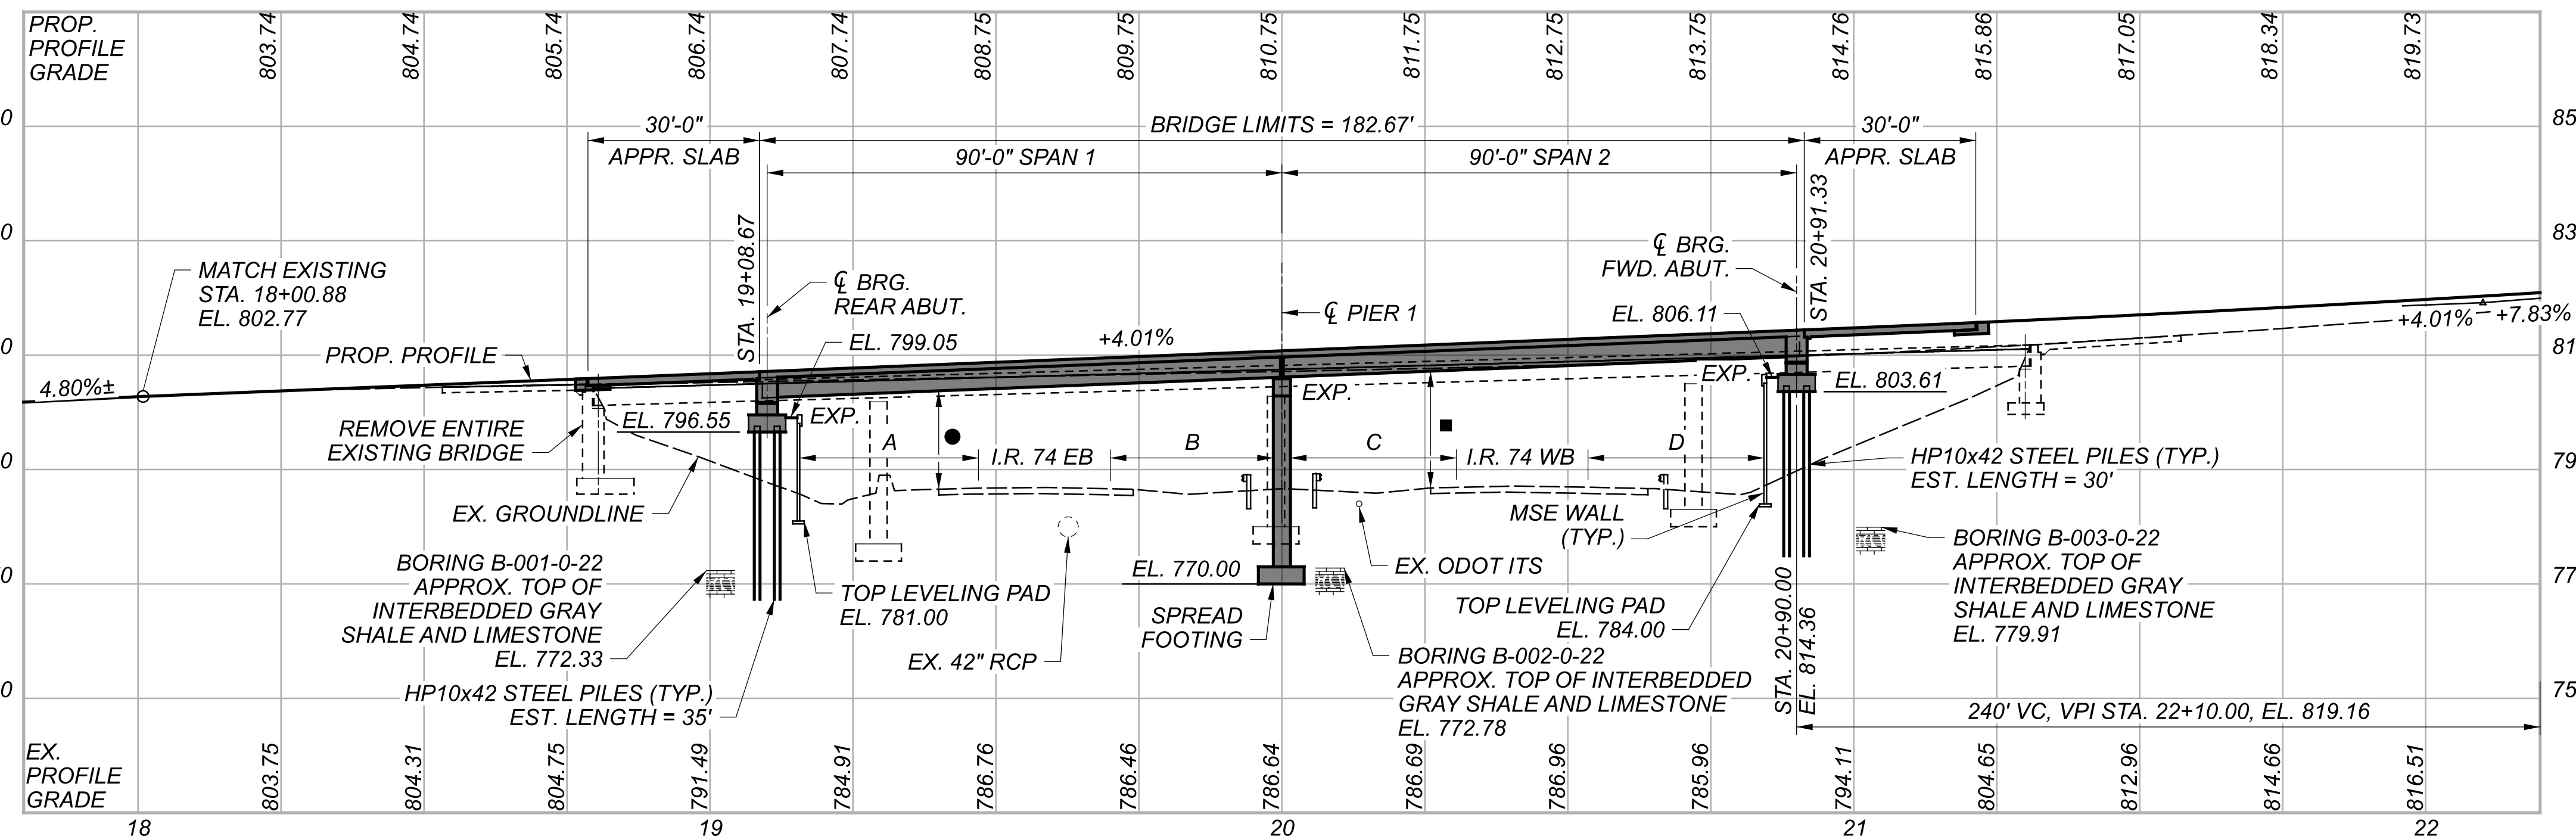 PROP.
PROFILE
GRADE
803.74
804.74
805.74
806.74
807.74
808.75
809.75
810.75
811.75
812.75
813.75
814.76
815.86
817.05
818.34
819.73
0
0
0
0
0
0
85
83
81
79
77
75
30'-0"
APPR. SLAB
BRIDGE LIMITS = 182.67'
90'-0" SPAN 1
90'-0" SPAN 2
30'-0"
APPR. SLAB
STA. 19+08.67
STA. 20+91.33
MATCH EXISTING
STA. 18+00.88
EL. 802.77
℄ BRG.
REAR ABUT.
℄ BRG.
FWD. ABUT.
℄ PIER 1
EL. 799.05
EL. 806.11
+4.01%
+4.01%
+7.83%
PROP. PROFILE
4.80%±
EL. 796.55
EL. 803.61
EXP.
EXP.
EXP.
REMOVE ENTIRE
EXISTING BRIDGE
A
I.R. 74 EB
B
C
I.R. 74 WB
D
HP10x42 STEEL PILES (TYP.)
EST. LENGTH = 30'
EX. GROUNDLINE
MSE WALL
(TYP.)
BORING B-001-0-22
APPROX. TOP OF
INTERBEDDED GRAY
SHALE AND LIMESTONE
EL. 772.33
TOP LEVELING PAD
EL. 781.00
EX. 42" RCP
EL. 770.00
SPREAD
FOOTING
EX. ODOT ITS
TOP LEVELING PAD
EL. 784.00
BORING B-002-0-22
APPROX. TOP OF INTERBEDDED
GRAY SHALE AND LIMESTONE
EL. 772.78
STA. 20+90.00
EL. 814.36
BORING B-003-0-22
APPROX. TOP OF
INTERBEDDED GRAY
SHALE AND LIMESTONE
EL. 779.91
HP10x42 STEEL PILES (TYP.)
EST. LENGTH = 35'
240' VC, VPI STA. 22+10.00, EL. 819.16
EX.
PROFILE
GRADE
803.75
804.31
804.75
791.49
784.91
786.76
786.46
786.64
786.69
786.96
785.96
794.11
804.65
812.96
814.66
816.51
18
19
20
21
22